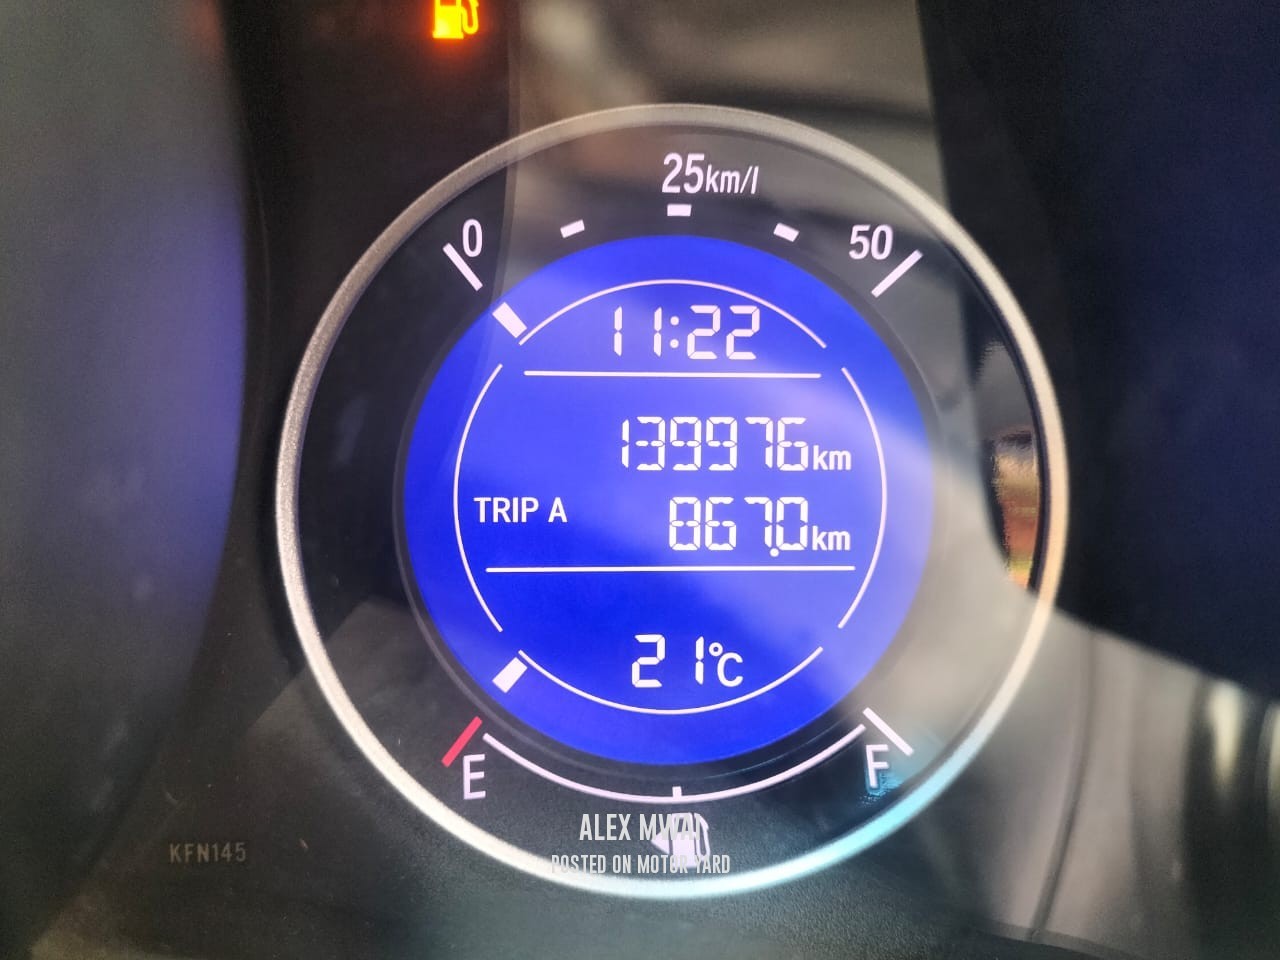 25km/l
0
50
11:22
139976km
TRIP A 867.0km
21°C
E
F
ALEX MWAI
POSTED ON MOTOR YARD
KFN145